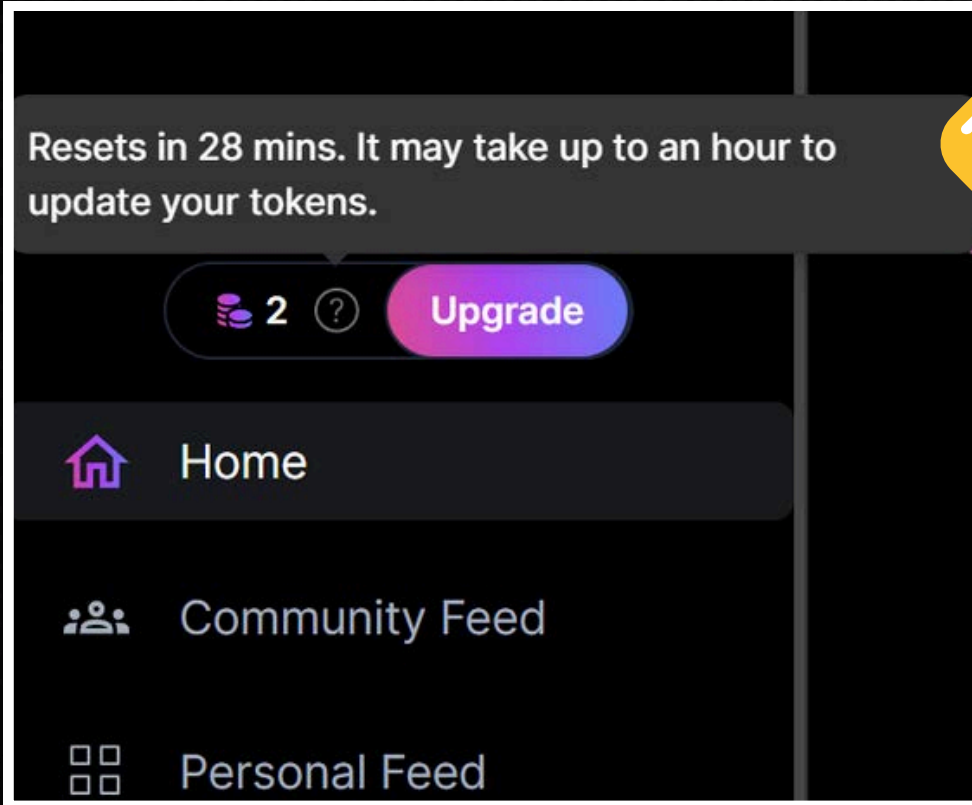 Resets in 28 mins. It may take up to an hour to
update your tokens.
2 ? Upgrade
Home
Community Feed
Personal Feed